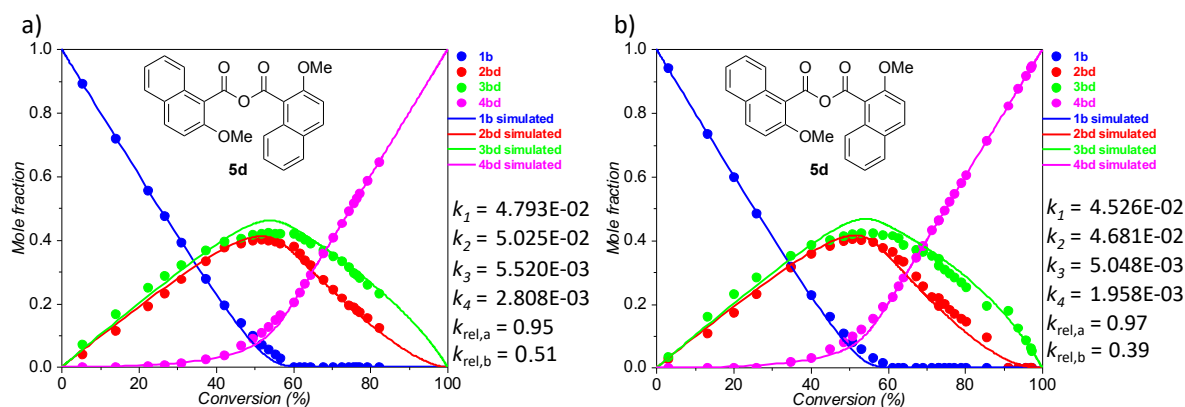 a)
Mole fraction
1.0
0.8
0.6
0.4
0.2
0.0
0
20
40
60
80
100
Conversion (%)
O
O
OMe
O
OMe
5d
1b
2bd
3bd
4bd
1b simulated
2bd simulated
3bd simulated
4bd simulated
k1 = 4.793E-02
k2 = 5.025E-02
k3 = 5.520E-03
k4 = 2.808E-03
krel,a = 0.95
krel,b = 0.51
b)
Mole fraction
1.0
0.8
0.6
0.4
0.2
0.0
0
20
40
60
80
100
Conversion (%)
O
O
OMe
O
OMe
5d
1b
2bd
3bd
4bd
1b simulated
2bd simulated
3bd simulated
4bd simulated
k1 = 4.526E-02
k2 = 4.681E-02
k3 = 5.048E-03
k4 = 1.958E-03
krel,a = 0.97
krel,b = 0.39